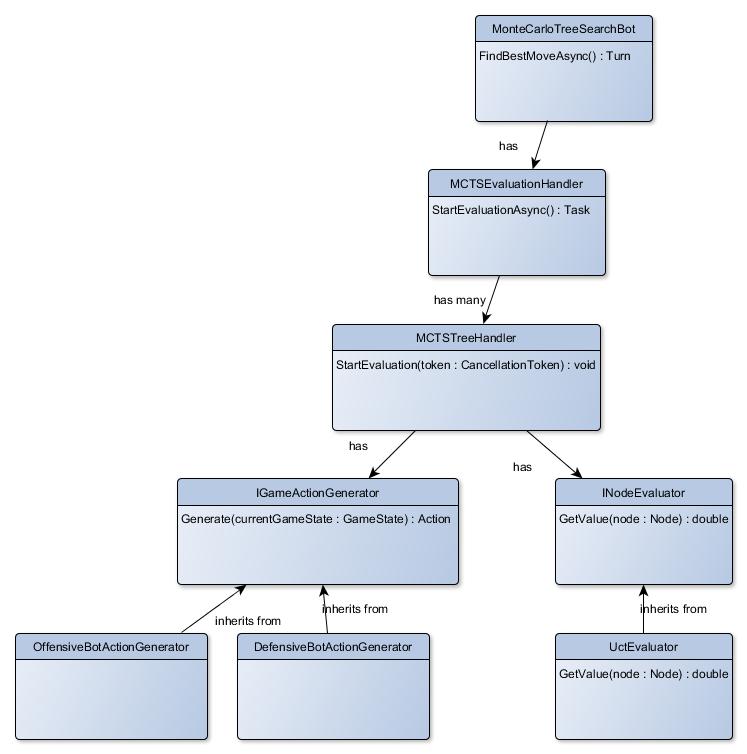 MonteCarloTreeSearchBot
FindBestMoveAsync() : Turn
has
MCTSEvaluationHandler
StartEvaluationAsync() : Task
has many
MCTSTreeHandler
StartEvaluation(token : CancellationToken) : void
has
has
IGameActionGenerator
Generate(currentGameState : GameState) : Action
INodeEvaluator
GetValue(node : Node) : double
inherits from
inherits from
inherits from
OffensiveBotActionGenerator
DefensiveBotActionGenerator
UctEvaluator
GetValue(node : Node) : double